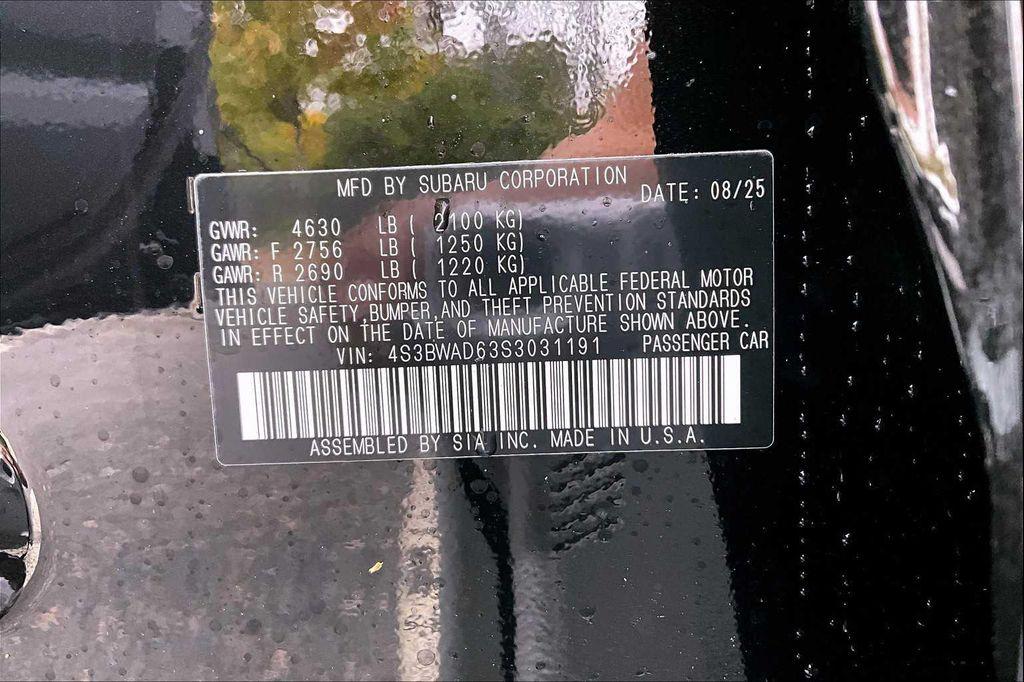 MFD BY SUBARU CORPORATION DATE: 08/25
GVWR: 4630 LB ( 2100 KG)
GAWR: F 2756 LB ( 1250 KG)
GAWR: R 2690 LB ( 1220 KG)
THIS VEHICLE CONFORMS TO ALL APPLICABLE FEDERAL MOTOR
VEHICLE SAFETY, BUMPER, AND THEFT PREVENTION STANDARDS
IN EFFECT ON THE DATE OF MANUFACTURE SHOWN ABOVE.
VIN: 4S3BWAD63S3031191 PASSENGER CAR
ASSEMBLED BY SIA INC. MADE IN U.S.A.